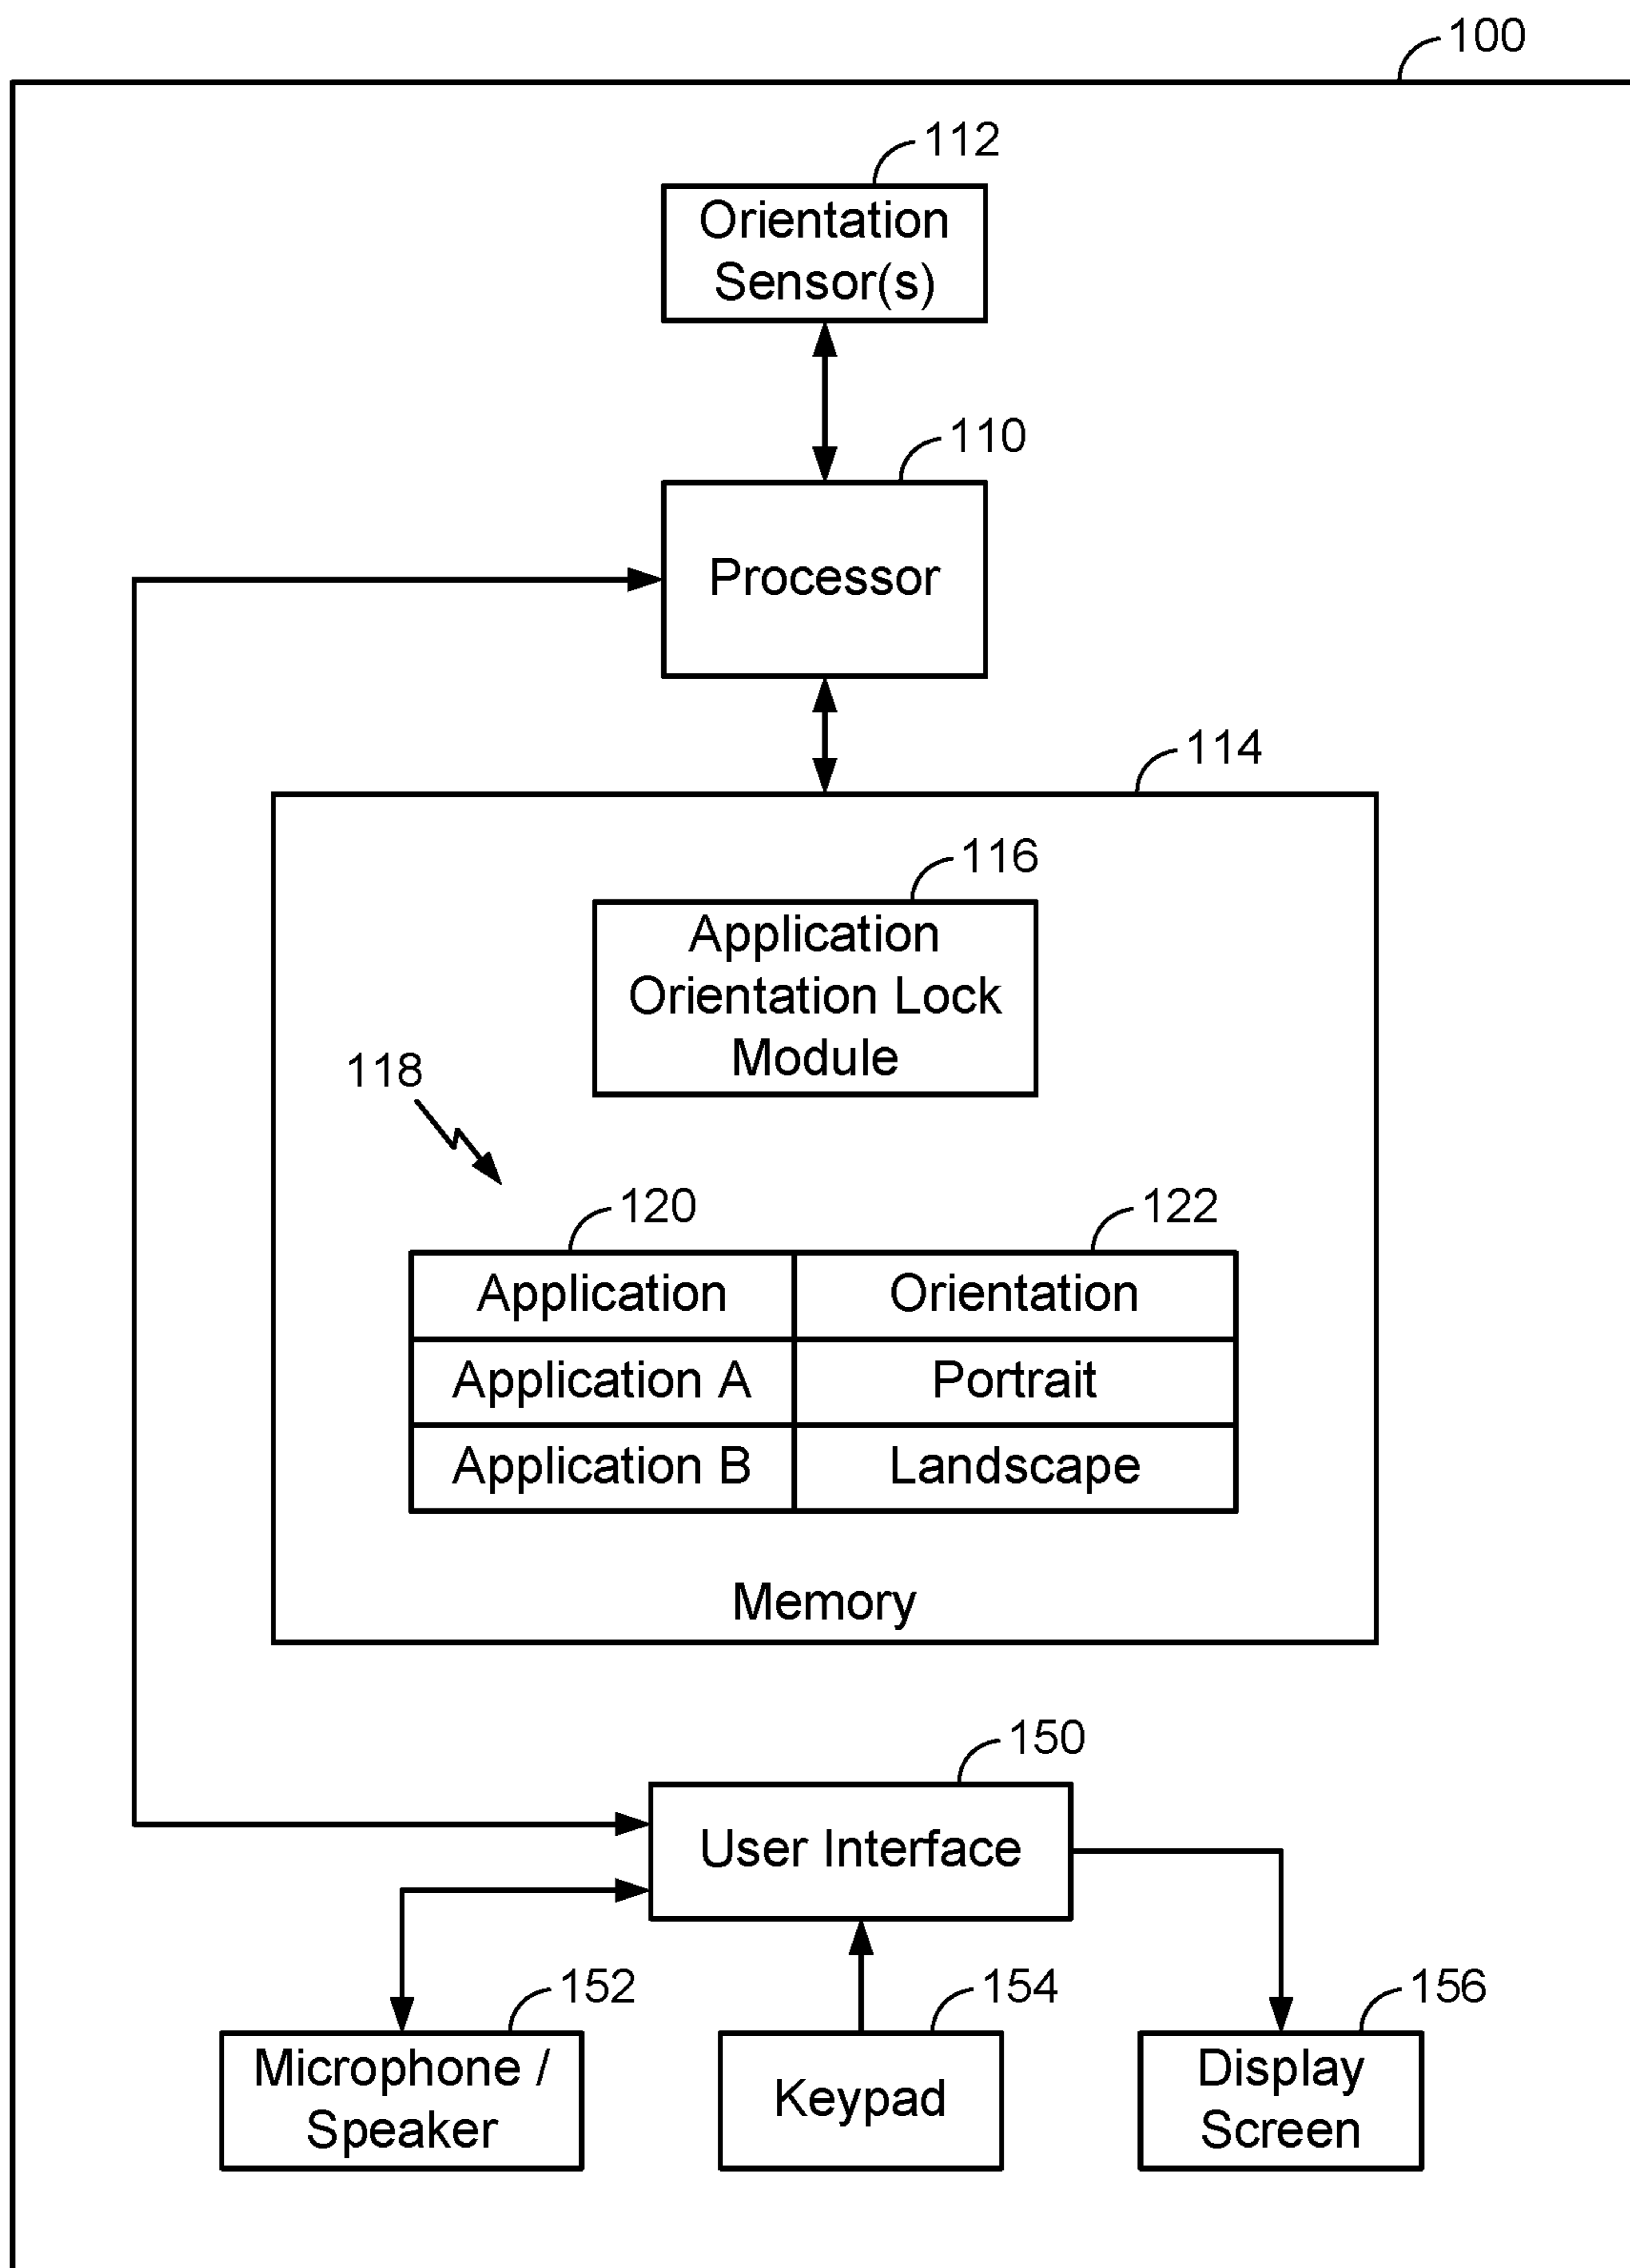 100
112
Orientation
Sensor(s)
110
Processor
114
116
Application
Orientation Lock
Module
118
120
122
Application
Orientation
Application A
Portrait
Application B
Landscape
Memory
150
User Interface
152
154
156
Microphone /
Speaker
Keypad
Display
Screen